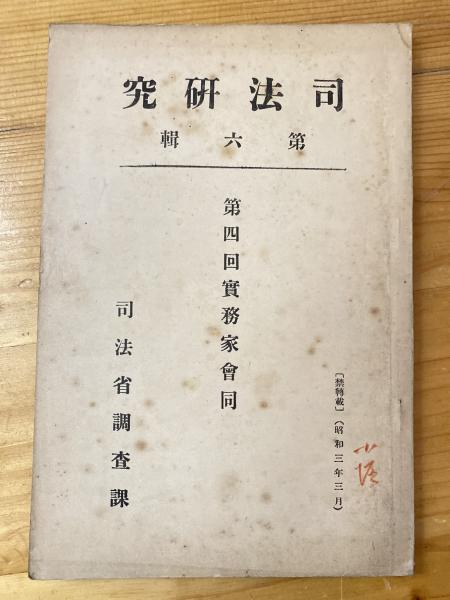 司法研究
第六輯
第四回實務家會同
〔禁轉載〕（昭和三年三月）
司法省調査課